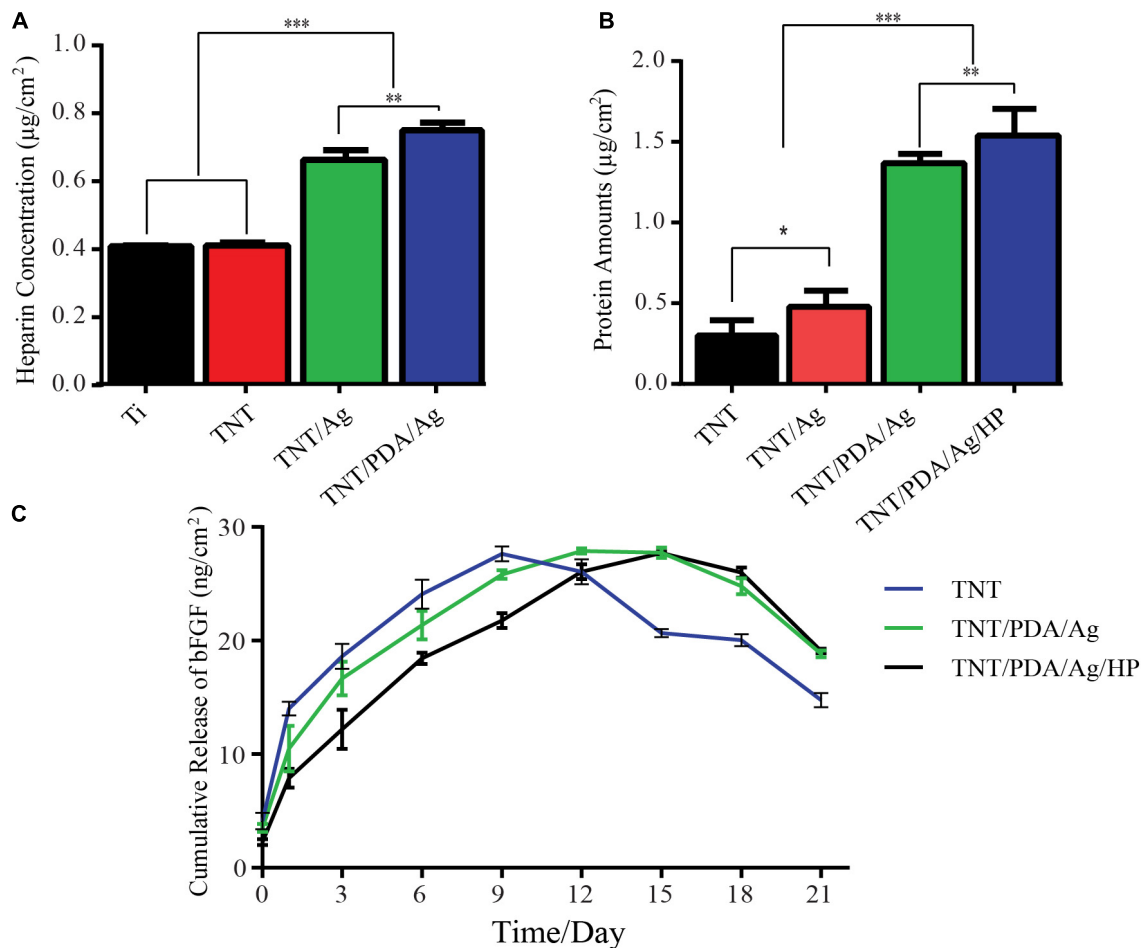 A
Heparin Concentration (μg/cm²)
1.0
0.8
0.6
0.4
0.2
0.0
***
**
Ti
TNT
TNT/Ag
TNT/PDA/Ag
B
Protein Amounts (μg/cm²)
2.0
1.5
1.0
0.5
0.0
***
**
*
TNT
TNT/Ag
TNT/PDA/Ag
TNT/PDA/Ag/HP
C
Cumulative Release of bFGF (ng/cm²)
30
20
10
0
0 3 6 9 12 15 18 21
Time/Day
TNT
TNT/PDA/Ag
TNT/PDA/Ag/HP